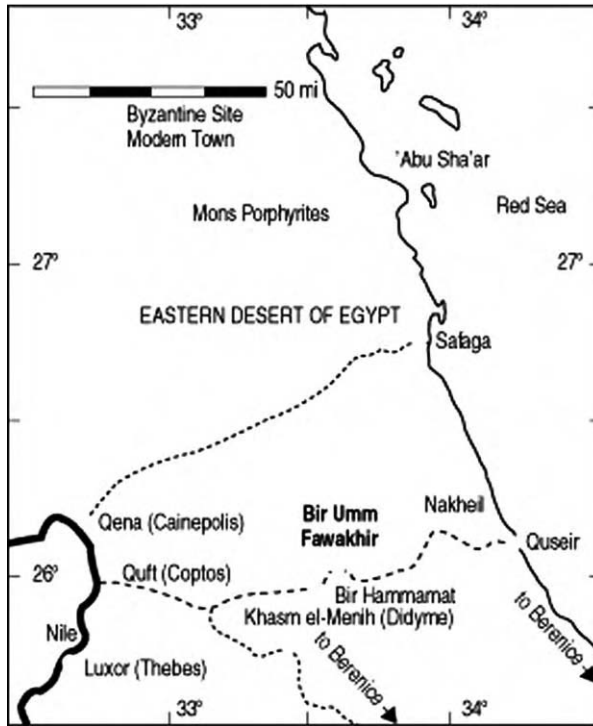 33° 34°
50 mi
Byzantine Site
Modern Town
'Abu Sha'ar
Mons Porphyrites
Red Sea
27° 27°
EASTERN DESERT OF EGYPT
Safaga
Nakheil
Qena (Cainepolis)
Bir Umm
Fawakhir
Quseir
Quft (Coptos)
26° 26°
Bir Hammamat
Khasm el-Menih (Didyme)
Nile
to Berenice
to Berenice
Luxor (Thebes)
33° 34°